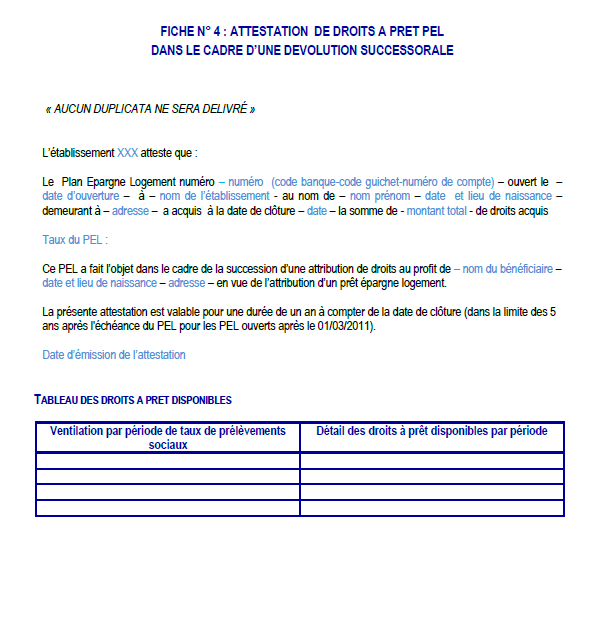 FICHE N° 4 : ATTESTATION DE DROITS A PRET PEL
DANS LE CADRE D'UNE DEVOLUTION SUCCESSORALE
« AUCUN DUPLICATA NE SERA DELIVRÉ »
L'établissement XXX atteste que :
Le Plan Epargne Logement numéro – numéro (code banque-code guichet-numéro de compte) – ouvert le –
date d'ouverture – à – nom de l'établissement - au nom de – nom prénom – date et lieu de naissance –
demeurant à – adresse – a acquis à la date de clôture – date – la somme de - montant total - de droits acquis
Taux du PEL :
Ce PEL a fait l'objet dans le cadre de la succession d'une attribution de droits au profit de – nom du bénéficiaire –
date et lieu de naissance – adresse – en vue de l'attribution d'un prêt épargne logement.
La présente attestation est valable pour une durée de un an à compter de la date de clôture (dans la limite des 5
ans après l'échéance du PEL pour les PEL ouverts après le 01/03/2011).
Date d'émission de l'attestation
TABLEAU DES DROITS A PRET DISPONIBLES
Ventilation par période de taux de prélèvements
sociaux
Détail des droits à prêt disponibles par période